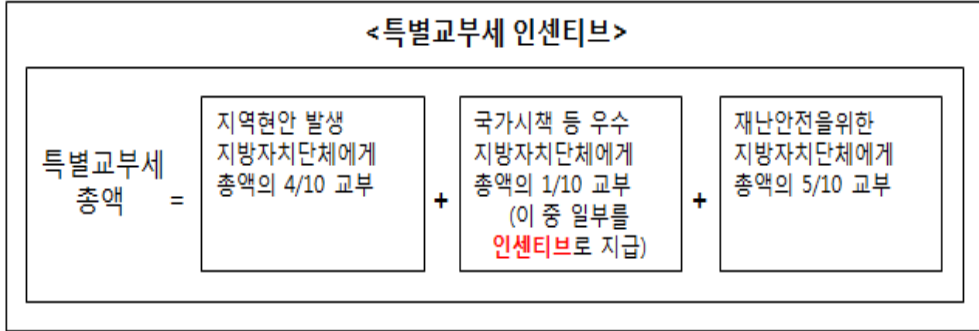 <특별교부세 인센티브>
특별교부세
총액 =
지역현안 발생
지방자치단체에게
총액의 4/10 교부
+
국가시책 등 우수
지방자치단체에게
총액의 1/10 교부
(이 중 일부를
인센티브로 지급)
+
재난안전을위한
지방자치단체에게
총액의 5/10 교부